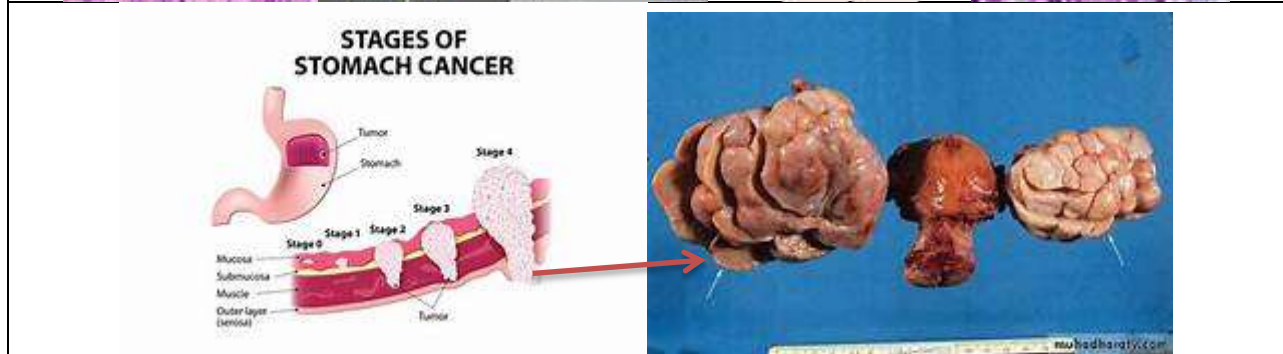 STAGES OF
STOMACH CANCER
Tumor
Stomach
Stage 4
Stage 3
Stage 2
Stage 1
Stage 0
Mucosa
Submucosa
Muscle
Outer layer
(serosa)
Tumor
muhadharaty.com